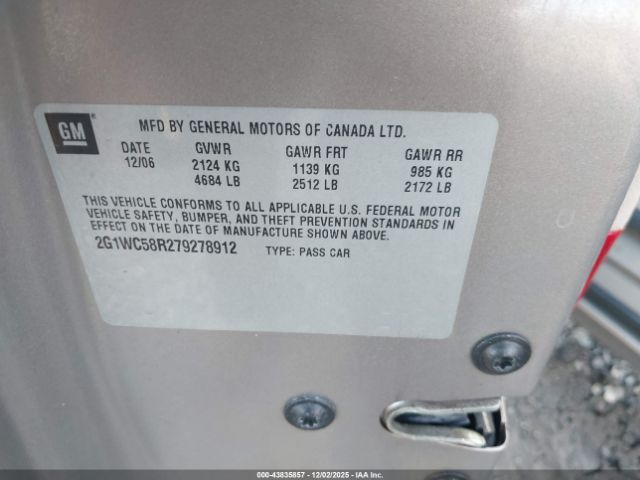 GM
MFD BY GENERAL MOTORS OF CANADA LTD.
DATE GVWR GAWR FRT GAWR RR
12/06 2124 KG 1139 KG 985 KG
4684 LB 2512 LB 2172 LB
THIS VEHICLE CONFORMS TO ALL APPLICABLE U.S. FEDERAL MOTOR
VEHICLE SAFETY, BUMPER, AND THEFT PREVENTION STANDARDS IN
EFFECT ON THE DATE OF MANUFACTURE SHOWN ABOVE.
2G1WC58R279278912 TYPE: PASS CAR
000-43835857 | 12/02/2025 - IAA Inc.